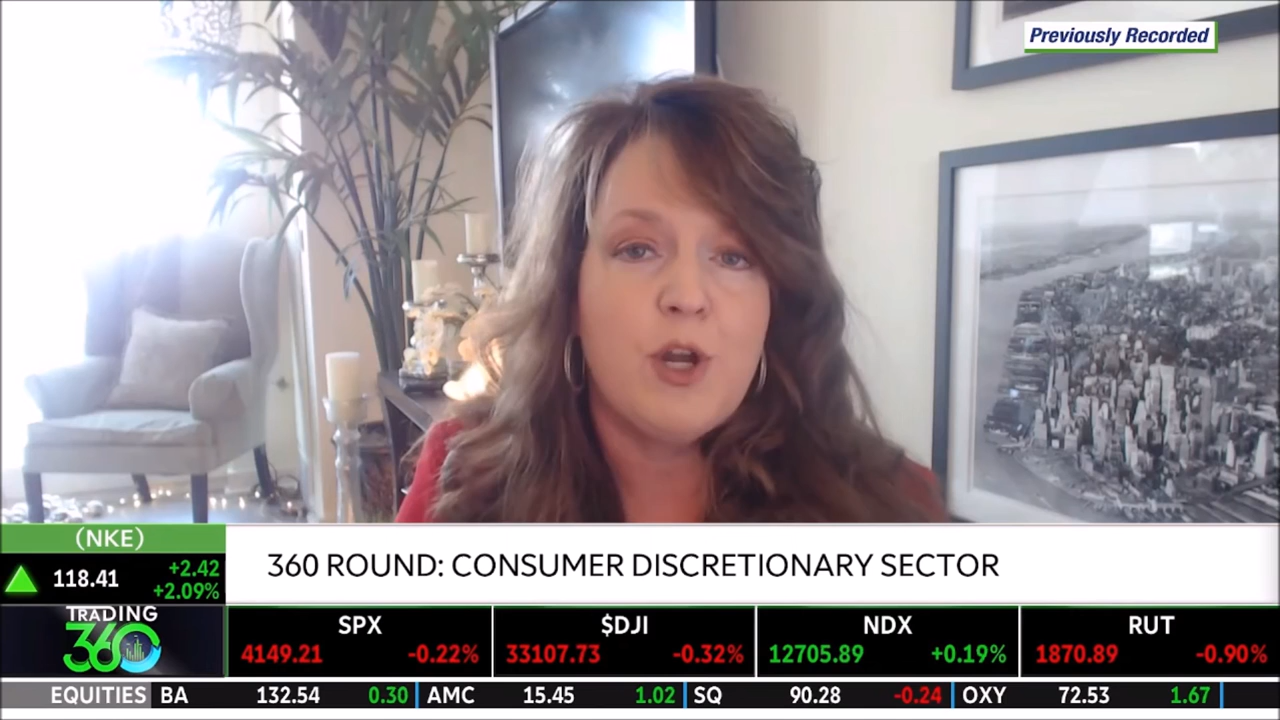 Previously Recorded
(NKE)
118.41
+2.42
+2.09%
360 ROUND: CONSUMER DISCRETIONARY SECTOR
TRADING
360
SPX
4149.21 -0.22%
$DJI
33107.73 -0.32%
NDX
12705.89 +0.19%
RUT
1870.89 -0.90%
EQUITIES BA 132.54 0.30 AMC 15.45 1.02 SQ 90.28 -0.24 OXY 72.53 1.67